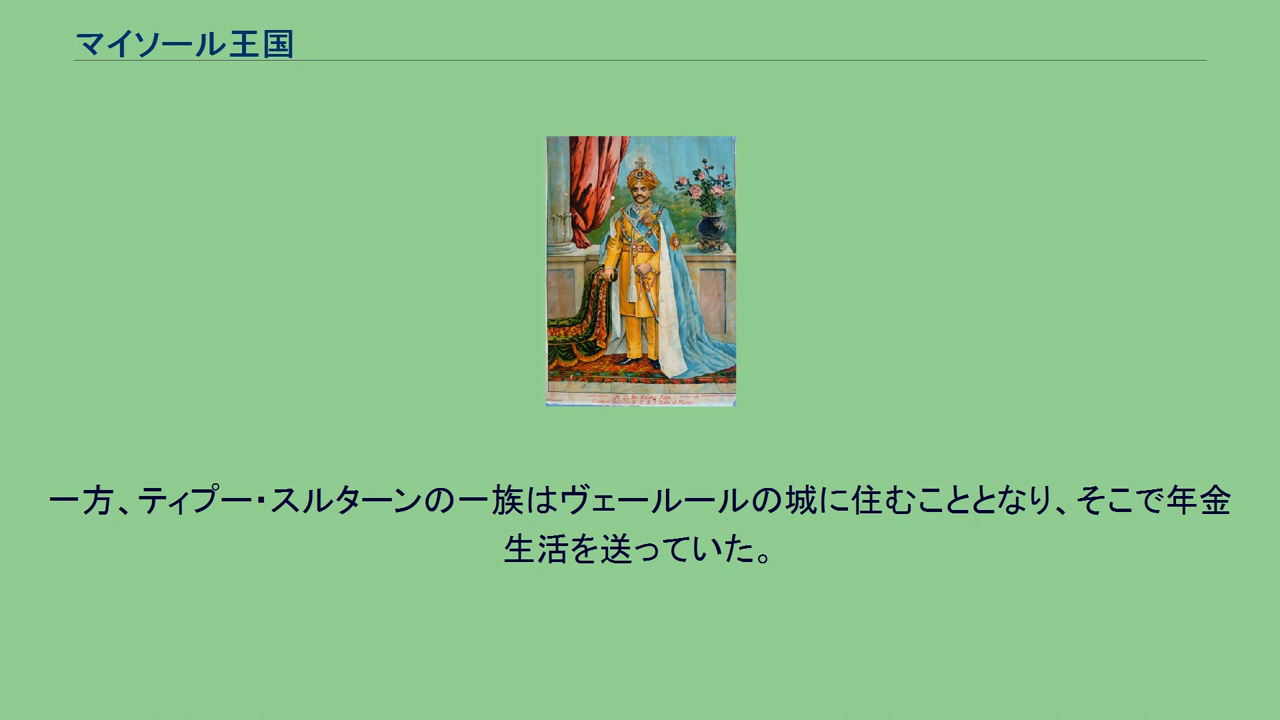 マイソール王国
一方、ティプー・スルターンの一族はヴェールールの城に住むこととなり、そこで年金
生活を送っていた。